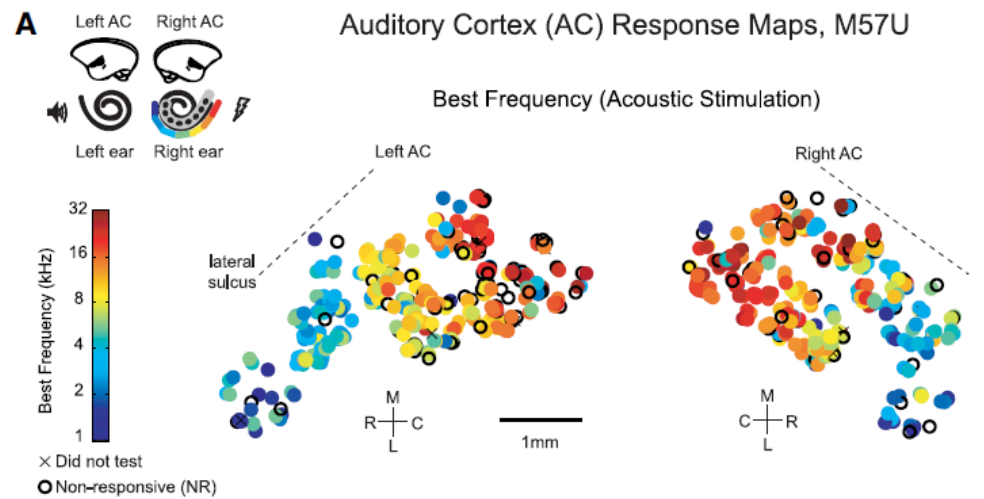 A
Left AC
Right AC
Auditory Cortex (AC) Response Maps, M57U
Best Frequency (Acoustic Stimulation)
Left ear
Right ear
Left AC
Right AC
lateral
sulcus
Best Frequency (kHz)
32
16
8
4
2
1
M
R
C
L
1mm
M
C
R
L
× Did not test
Non-responsive (NR)